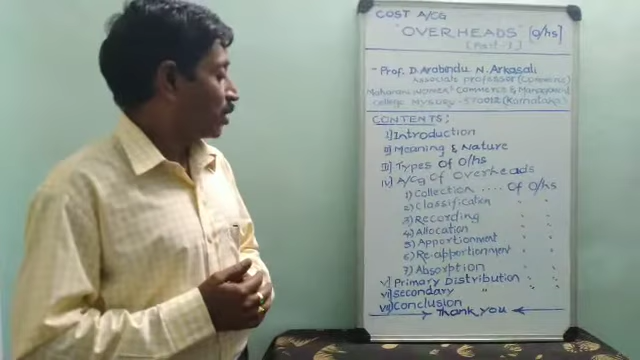 COST A/CG
"OVERHEADS" [O/hs]
(Part-1)
- Prof. D. Arabindu N. Arkasali
Associate professor (Commerce)
Maharani Women's Commerce & Management
College Mysuru-570012 (Karnataka)
CONTENTS:
I] Introduction
II] Meaning & Nature
III] Types of O/hs
IV] A/Cg of Overheads
1) Collection .... of O/hs
2) Classification " "
3) Recording " "
4) Allocation " "
5) Apportionment " "
6) Re-apportionment " "
7) Absorption " "
V] Primary Distribution " "
VI] Secondary "
VII] Conclusion
Thank you